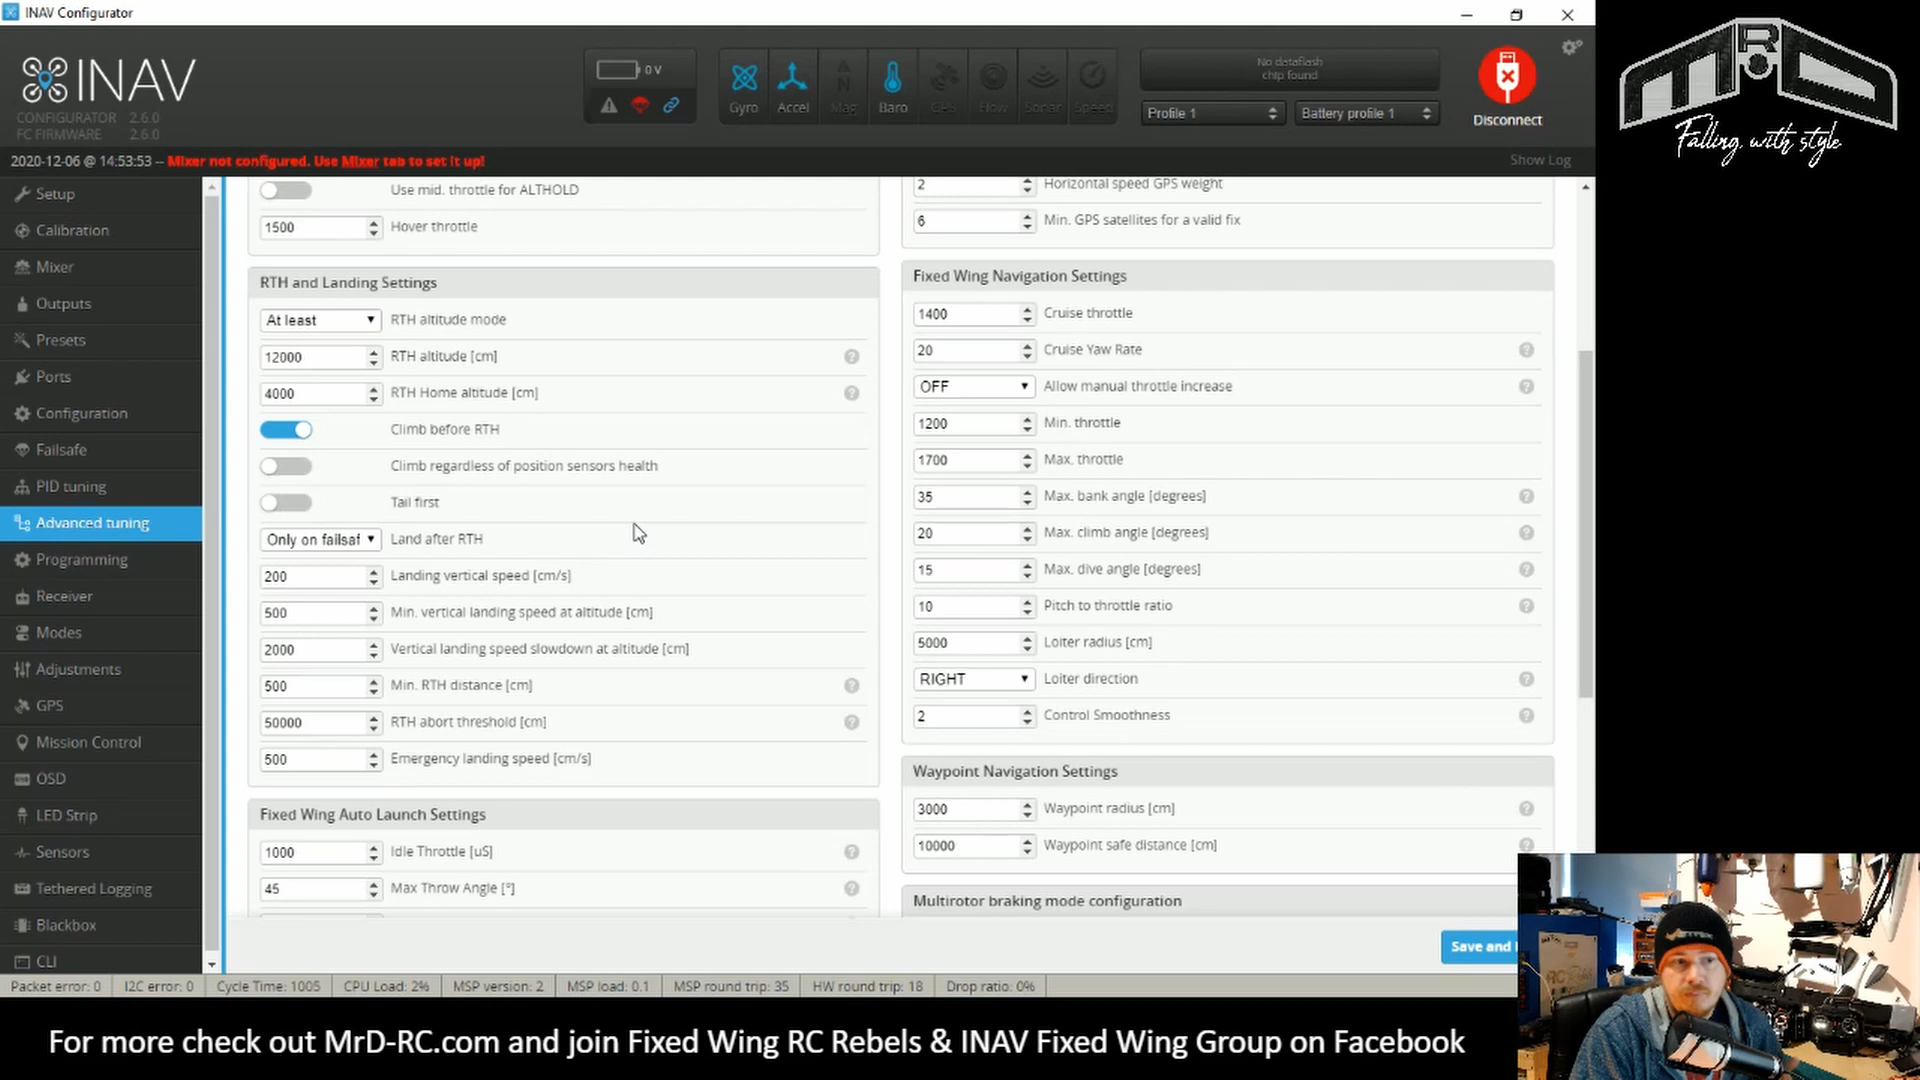 INAV Configurator
INAV
CONFIGURATOR 2.6.0
FC FIRMWARE 2.6.0
0 V
Gyro
Accel
Mag
Baro
GPS
Flow
Sonar
Speed
No dataflash
chip found
Profile 1
Battery profile 1
Disconnect
MRD
Falling with style
2020-12-06 @ 14:53:53 -- Mixer not configured. Use Mixer tab to set it up!
Show Log
Setup
Calibration
Mixer
Outputs
Presets
Ports
Configuration
Failsafe
PID tuning
Advanced tuning
Programming
Receiver
Modes
Adjustments
GPS
Mission Control
OSD
LED Strip
Sensors
Tethered Logging
Blackbox
CLI
Use mid. throttle for ALTHOLD
1500 Hover throttle
RTH and Landing Settings
At least RTH altitude mode
12000 RTH altitude [cm]
4000 RTH Home altitude [cm]
Climb before RTH
Climb regardless of position sensors health
Tail first
Only on failsaf Land after RTH
200 Landing vertical speed [cm/s]
500 Min. vertical landing speed at altitude [cm]
2000 Vertical landing speed slowdown at altitude [cm]
500 Min. RTH distance [cm]
50000 RTH abort threshold [cm]
500 Emergency landing speed [cm/s]
Fixed Wing Auto Launch Settings
1000 Idle Throttle [uS]
45 Max Throw Angle [°]
2 Horizontal speed GPS weight
6 Min. GPS satellites for a valid fix
Fixed Wing Navigation Settings
1400 Cruise throttle
20 Cruise Yaw Rate
OFF Allow manual throttle increase
1200 Min. throttle
1700 Max. throttle
35 Max. bank angle [degrees]
20 Max. climb angle [degrees]
15 Max. dive angle [degrees]
10 Pitch to throttle ratio
5000 Loiter radius [cm]
RIGHT Loiter direction
2 Control Smoothness
Waypoint Navigation Settings
3000 Waypoint radius [cm]
10000 Waypoint safe distance [cm]
Multirotor braking mode configuration
Save and
Packet error: 0
I2C error: 0
Cycle Time: 1005
CPU Load: 2%
MSP version: 2
MSP load: 0.1
MSP round trip: 35
HW round trip: 18
Drop ratio: 0%
For more check out MrD-RC.com and join Fixed Wing RC Rebels & INAV Fixed Wing Group on Facebook